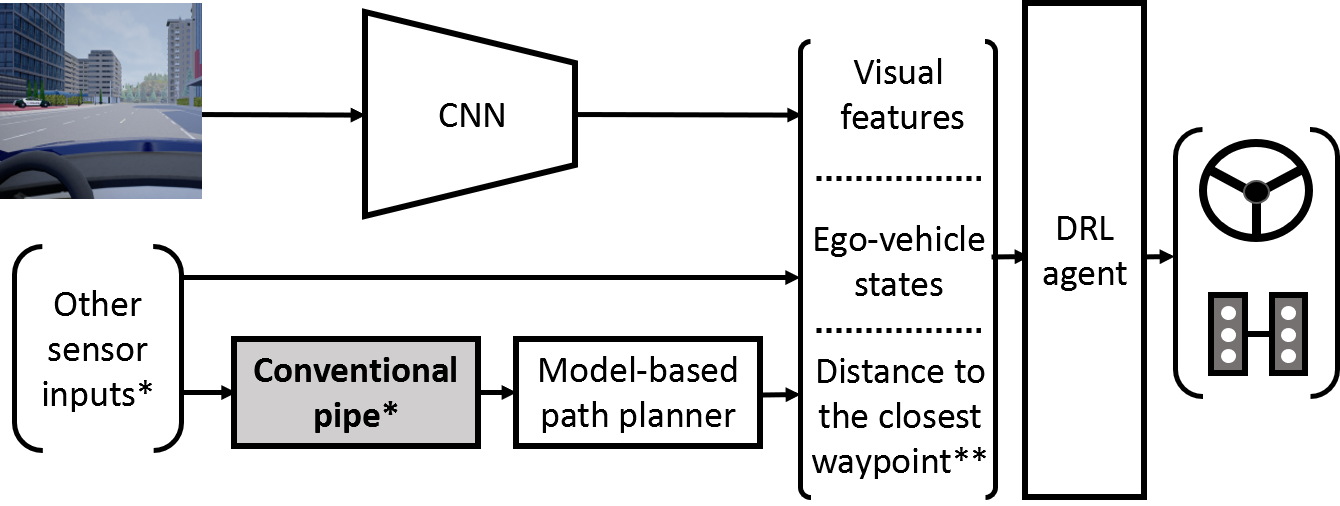 CNN
Visual
features
Ego-vehicle
states
Distance to
the closest
waypoint**
DRL
agent
Other
sensor
inputs*
Conventional
pipe*
Model-based
path planner